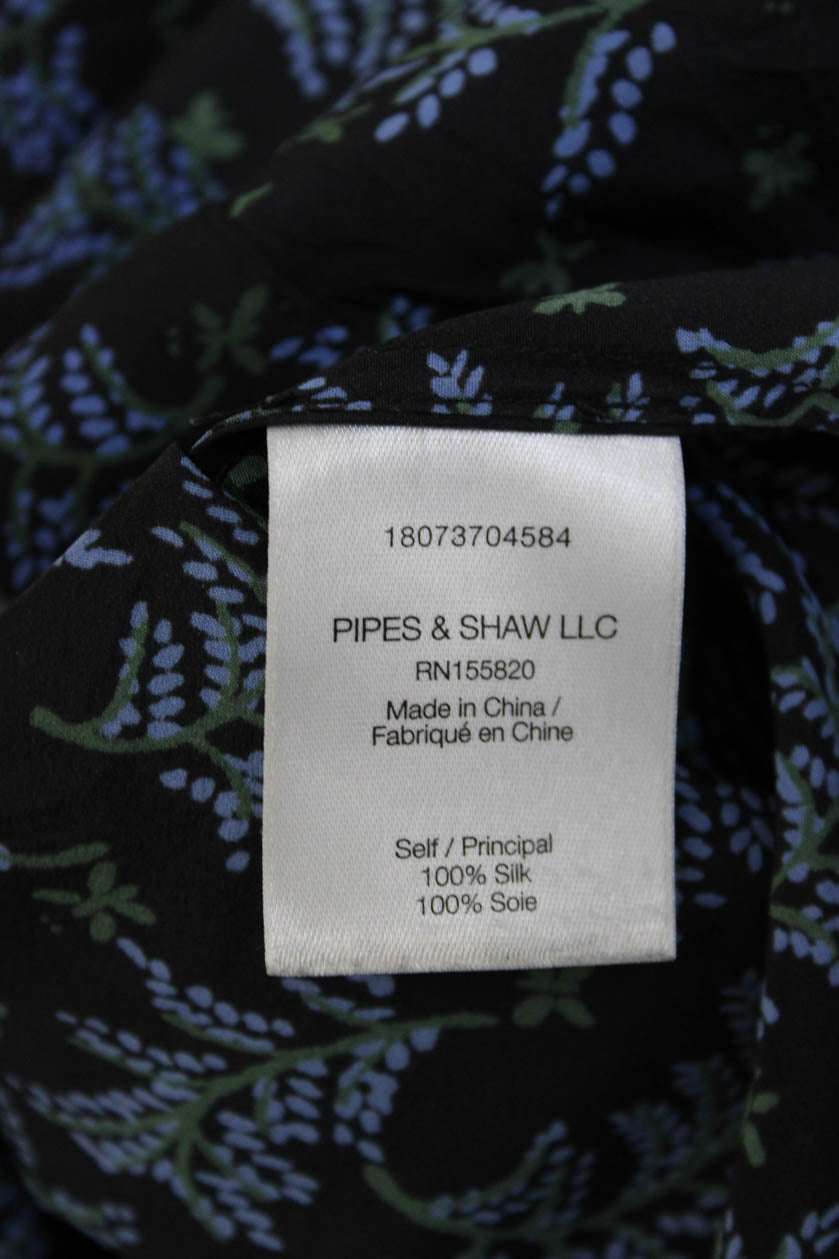 18073704584
PIPES & SHAW LLC
RN155820
Made in China /
Fabriqué en Chine
Self / Principal
100% Silk
100% Soie